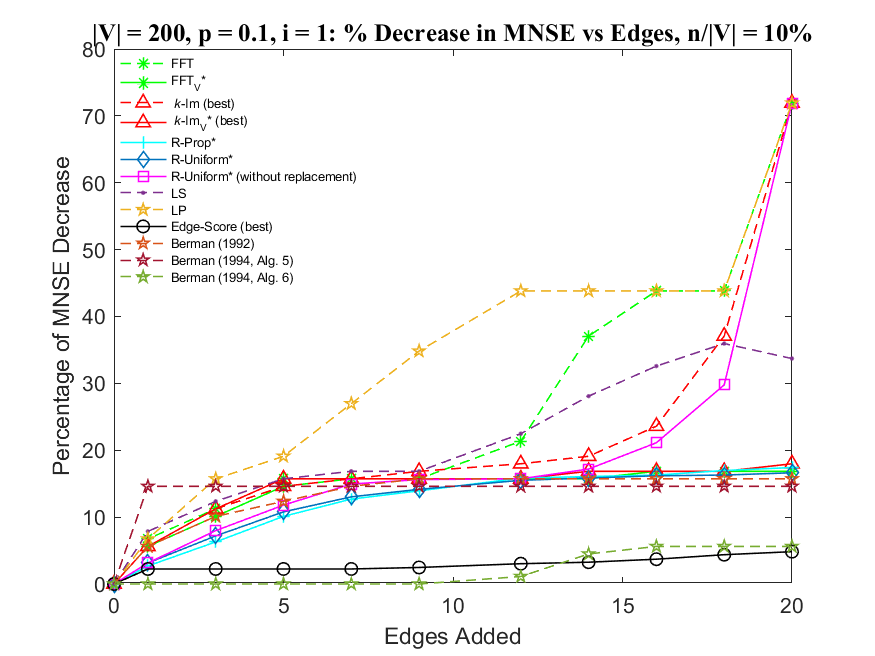 |V| = 200, p = 0.1, i = 1: % Decrease in MNSE vs Edges, n/|V| = 10%
80
70
60
50
40
30
20
10
0
Percentage of MNSE Decrease
FFT
FFT_V*
k-Im (best)
k-Im_V* (best)
R-Prop*
R-Uniform*
R-Uniform* (without replacement)
LS
LP
Edge-Score (best)
Berman (1992)
Berman (1994, Alg. 5)
Berman (1994, Alg. 6)
0 5 10 15 20
Edges Added